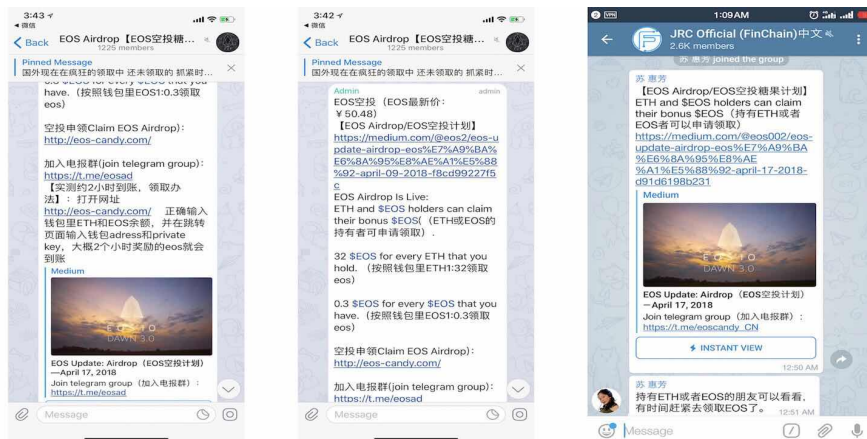 3:43
微信
Back
EOS Airdrop【EOS空投糖...
1225 members
Pinned Message
国外现在在疯狂的领取中 还未领取的 抓紧时...
have.（按照钱包里EOS1:0.3领取
eos）
空投申领Claim EOS Airdrop)：
http://eos-candy.com/
加入电报群(join telegram group)：
https://t.me/eosad
【实测约2小时到账，领取办
法】：打开网址
http://eos-candy.com/ 正确输入
钱包里ETH和EOS余额，并在跳转
页面输入钱包adress和private
key，大概2个小时奖励的eos就会
到账
Medium
EOSIO
DAWN 3.0
EOS Update: Airdrop（EOS空投计划）
—April 17, 2018
Join telegram group（加入电报群）：
https://t.me/eosad
Message
3:42
微信
Back
EOS Airdrop【EOS空投糖...
1225 members
Pinned Message
国外现在在疯狂的领取中 还未领取的 抓紧时...
Admin
admin
EOS空投（EOS最新价：
￥50.48）
【EOS Airdrop/EOS空投计划】
https://medium.com/@eos2/eos-u
pdate-airdrop-eos%E7%A9%BA%
E6%8A%95%E8%AE%A1%E5%88
%92-april-09-2018-f8cd99227f5
c
EOS Airdrop Is Live:
ETH and $EOS holders can claim
their bonus $EOS(（ETH或EOS的
持有者可申请领取）.
32 $EOS for every ETH that you
hold.（按照钱包里ETH1:32领取
eos）
0.3 $EOS for every $EOS that you
have.（按照钱包里EOS1:0.3领取
eos）
空投申领Claim EOS Airdrop)：
http://eos-candy.com/
加入电报群(join telegram group)：
https://t.me/eosad
Message
VPN
1:09AM
JRC Official (FinChain)中文
2.6K members
苏 惠芳 joined the group
苏 惠芳
【EOS Airdrop/EOS空投糖果计划】
ETH and $EOS holders can claim
their bonus $EOS（持有ETH或者
EOS者可以申请领取）
https://medium.com/@eos002/eos-
update-airdrop-eos%E7%A9%BA
%E6%8A%95%E8%AE
%A1%E5%88%92-april-17-2018-
d91d6198b231
Medium
EOSIO
DAWN 3.0
EOS Update: Airdrop（EOS空投计划）
—April 17, 2018
Join telegram group（加入电报群）：
https://t.me/eoscandy_CN
INSTANT VIEW
12:50 AM
苏 惠芳
持有ETH或者EOS的朋友可以看看，
有时间赶紧去领取EOS了。
12:51 AM
Message